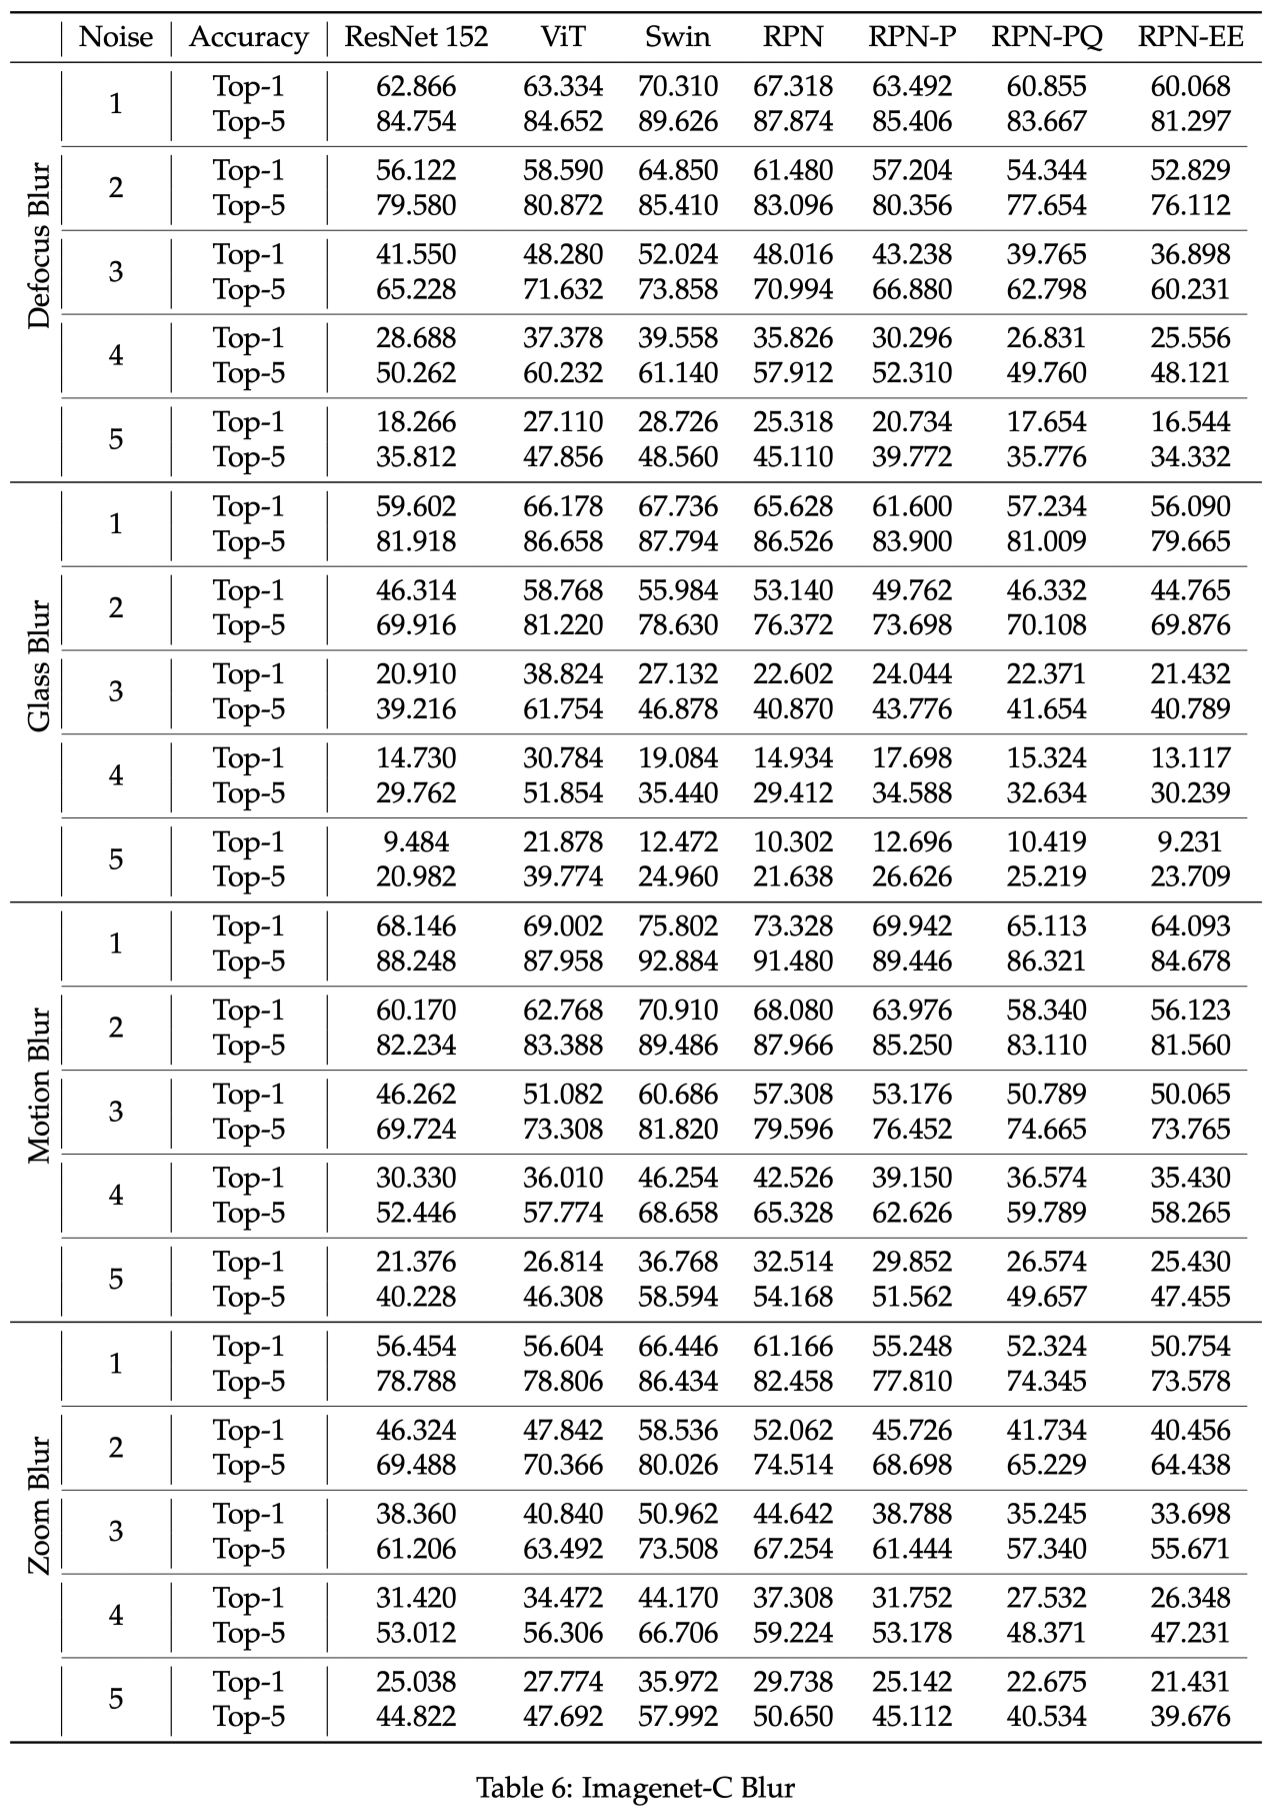 Noise Accuracy ResNet 152 ViT Swin RPN RPN-P RPN-PQ RPN-EE
Defocus Blur
1
Top-1 62.866 63.334 70.310 67.318 63.492 60.855 60.068
Top-5 84.754 84.652 89.626 87.874 85.406 83.667 81.297
2
Top-1 56.122 58.590 64.850 61.480 57.204 54.344 52.829
Top-5 79.580 80.872 85.410 83.096 80.356 77.654 76.112
3
Top-1 41.550 48.280 52.024 48.016 43.238 39.765 36.898
Top-5 65.228 71.632 73.858 70.994 66.880 62.798 60.231
4
Top-1 28.688 37.378 39.558 35.826 30.296 26.831 25.556
Top-5 50.262 60.232 61.140 57.912 52.310 49.760 48.121
5
Top-1 18.266 27.110 28.726 25.318 20.734 17.654 16.544
Top-5 35.812 47.856 48.560 45.110 39.772 35.776 34.332
Glass Blur
1
Top-1 59.602 66.178 67.736 65.628 61.600 57.234 56.090
Top-5 81.918 86.658 87.794 86.526 83.900 81.009 79.665
2
Top-1 46.314 58.768 55.984 53.140 49.762 46.332 44.765
Top-5 69.916 81.220 78.630 76.372 73.698 70.108 69.876
3
Top-1 20.910 38.824 27.132 22.602 24.044 22.371 21.432
Top-5 39.216 61.754 46.878 40.870 43.776 41.654 40.789
4
Top-1 14.730 30.784 19.084 14.934 17.698 15.324 13.117
Top-5 29.762 51.854 35.440 29.412 34.588 32.634 30.239
5
Top-1 9.484 21.878 12.472 10.302 12.696 10.419 9.231
Top-5 20.982 39.774 24.960 21.638 26.626 25.219 23.709
Motion Blur
1
Top-1 68.146 69.002 75.802 73.328 69.942 65.113 64.093
Top-5 88.248 87.958 92.884 91.480 89.446 86.321 84.678
2
Top-1 60.170 62.768 70.910 68.080 63.976 58.340 56.123
Top-5 82.234 83.388 89.486 87.966 85.250 83.110 81.560
3
Top-1 46.262 51.082 60.686 57.308 53.176 50.789 50.065
Top-5 69.724 73.308 81.820 79.596 76.452 74.665 73.765
4
Top-1 30.330 36.010 46.254 42.526 39.150 36.574 35.430
Top-5 52.446 57.774 68.658 65.328 62.626 59.789 58.265
5
Top-1 21.376 26.814 36.768 32.514 29.852 26.574 25.430
Top-5 40.228 46.308 58.594 54.168 51.562 49.657 47.455
Zoom Blur
1
Top-1 56.454 56.604 66.446 61.166 55.248 52.324 50.754
Top-5 78.788 78.806 86.434 82.458 77.810 74.345 73.578
2
Top-1 46.324 47.842 58.536 52.062 45.726 41.734 40.456
Top-5 69.488 70.366 80.026 74.514 68.698 65.229 64.438
3
Top-1 38.360 40.840 50.962 44.642 38.788 35.245 33.698
Top-5 61.206 63.492 73.508 67.254 61.444 57.340 55.671
4
Top-1 31.420 34.472 44.170 37.308 31.752 27.532 26.348
Top-5 53.012 56.306 66.706 59.224 53.178 48.371 47.231
5
Top-1 25.038 27.774 35.972 29.738 25.142 22.675 21.431
Top-5 44.822 47.692 57.992 50.650 45.112 40.534 39.676
Table 6: Imagenet-C Blur